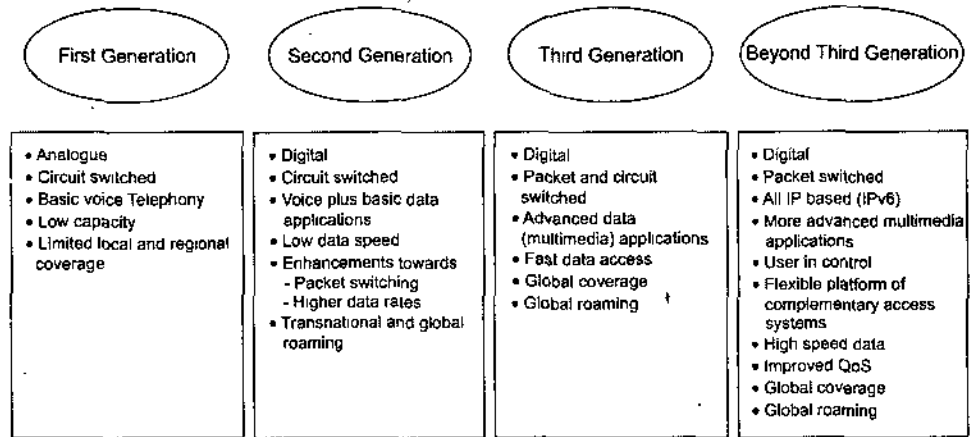 First Generation
Second Generation
Third Generation
Beyond Third Generation
• Analogue
• Circuit switched
• Basic voice Telephony
• Low capacity
• Limited local and regional
coverage
• Digital
• Circuit switched
• Voice plus basic data
applications
• Low data speed
• Enhancements towards
- Packet switching
- Higher data rates
• Transnational and global
roaming
• Digital
• Packet and circuit
switched
• Advanced data
(multimedia) applications
• Fast data access
• Global coverage
• Global roaming
• Digital
• Packet switched
• All IP based (IPv6)
• More advanced multimedia
applications
• User in control
• Flexible platform of
complementary access
systems
• High speed data
• Improved QoS
• Global coverage
• Global roaming